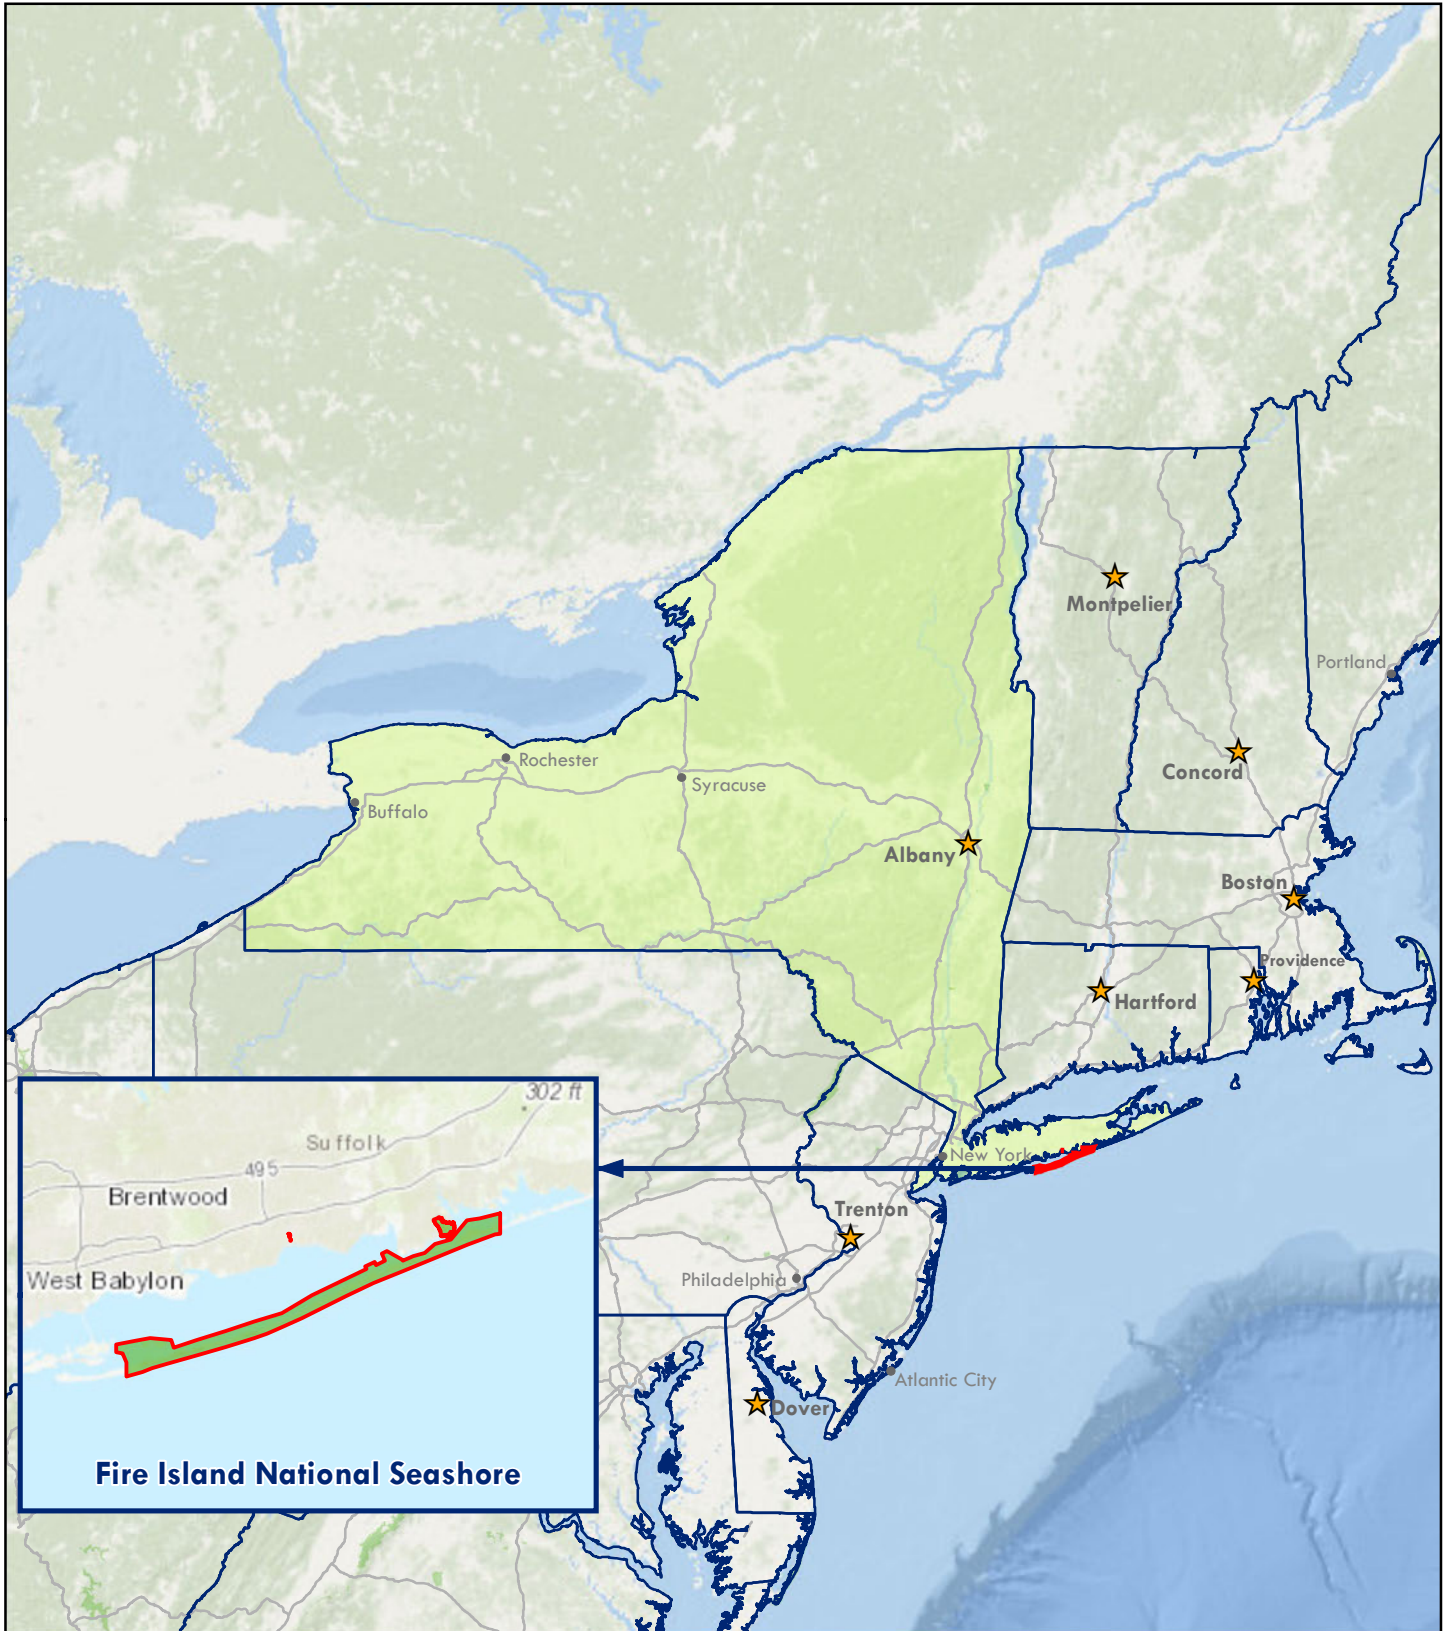 Montpelier
Portland
Concord
Rochester
Syracuse
Buffalo
Albany
Boston
Providence
Hartford
New York
Trenton
Philadelphia
Atlantic City
Dover
302 ft
Suffolk
495
Brentwood
West Babylon
Fire Island National Seashore